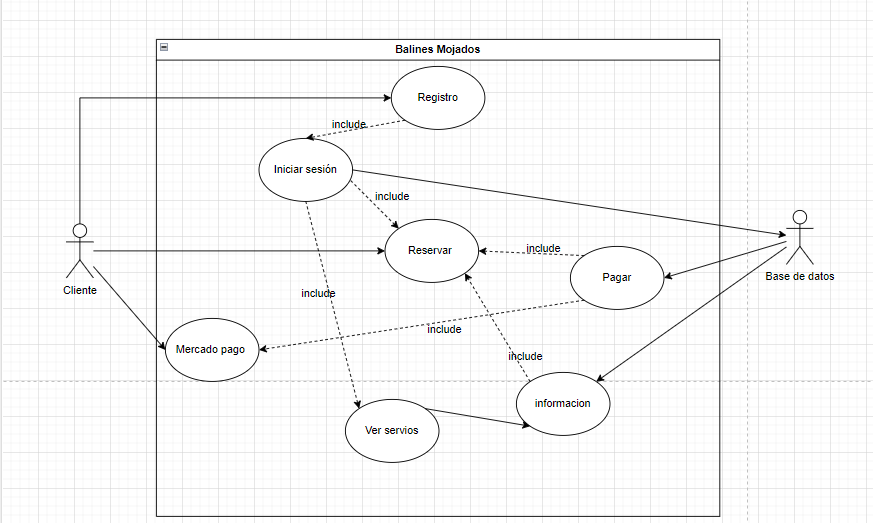 Balines Mojados
Registro
include
Iniciar sesión
include
Reservar
include
Pagar
Base de datos
Cliente
include
include
Mercado pago
include
informacion
Ver servios